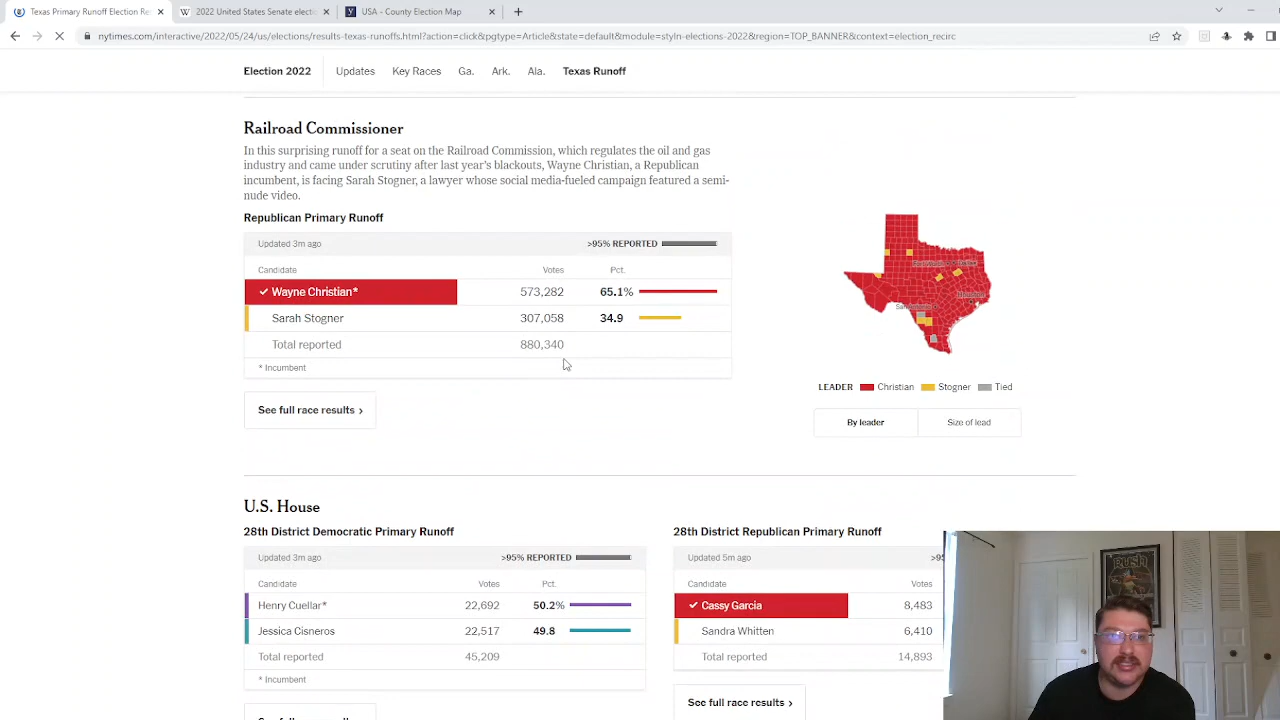 Texas Primary Runoff Election Re
2022 United States Senate electi
USA - County Election Map
nytimes.com/interactive/2022/05/24/us/elections/results-texas-runoffs.html?action=click&pgtype=Article&state=default&module=styln-elections-2022&region=TOP_BANNER&context=election_recirc
Election 2022 Updates Key Races Ga. Ark. Ala. Texas Runoff
Railroad Commissioner
In this surprising runoff for a seat on the Railroad Commission, which regulates the oil and gas
industry and came under scrutiny after last year's blackouts, Wayne Christian, a Republican
incumbent, is facing Sarah Stogner, a lawyer whose social media-fueled campaign featured a semi-
nude video.
Republican Primary Runoff
Updated 3m ago >95% REPORTED
Candidate Votes Pct.
✓ Wayne Christian* 573,282 65.1%
Sarah Stogner 307,058 34.9
Total reported 880,340
* Incumbent
See full race results ›
Houston
LEADER Christian Stogner Tied
By leader Size of lead
U.S. House
28th District Democratic Primary Runoff
Updated 3m ago >95% REPORTED
Candidate Votes Pct.
Henry Cuellar* 22,692 50.2%
Jessica Cisneros 22,517 49.8
Total reported 45,209
* Incumbent
28th District Republican Primary Runoff
Updated 5m ago >95
Candidate Votes
✓ Cassy Garcia 8,483
Sandra Whitten 6,410
Total reported 14,893
See full race results ›
RUSH